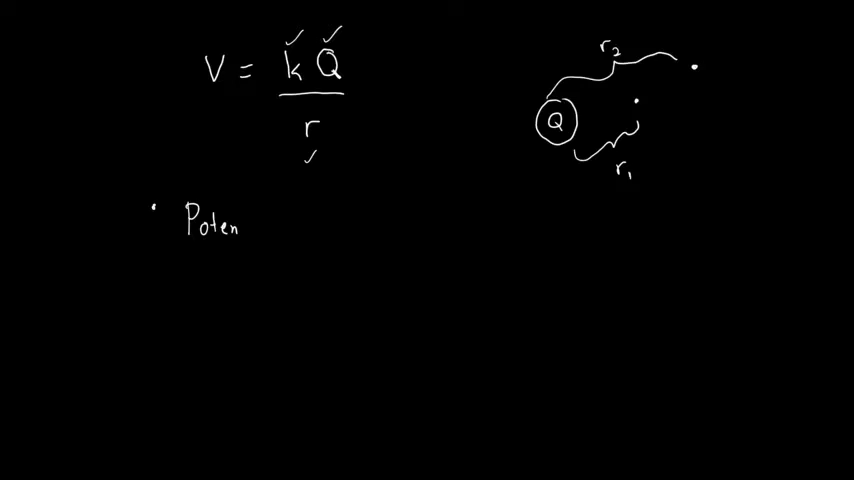 V = kQ
r
r2
Q
r1
• Poten